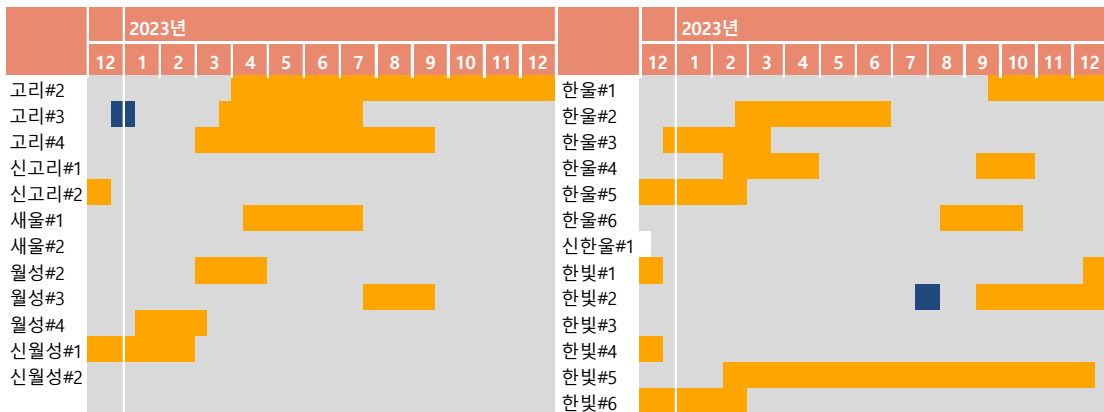 2023년
12 1 2 3 4 5 6 7 8 9 10 11 12
고리#2
고리#3
고리#4
신고리#1
신고리#2
새울#1
새울#2
월성#2
월성#3
월성#4
신월성#1
신월성#2
2023년
12 1 2 3 4 5 6 7 8 9 10 11 12
한울#1
한울#2
한울#3
한울#4
한울#5
한울#6
신한울#1
한빛#1
한빛#2
한빛#3
한빛#4
한빛#5
한빛#6